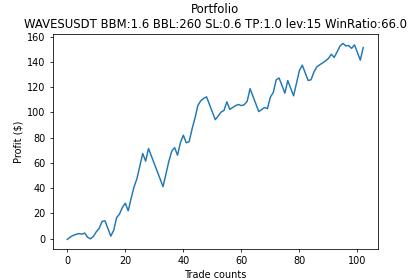 Portfolio
WAVESUSDT BBM:1.6 BBL:260 SL:0.6 TP:1.0 lev:15 WinRatio:66.0
160
140
120
100
80
60
40
20
0
Profit ($)
0 20 40 60 80 100
Trade counts